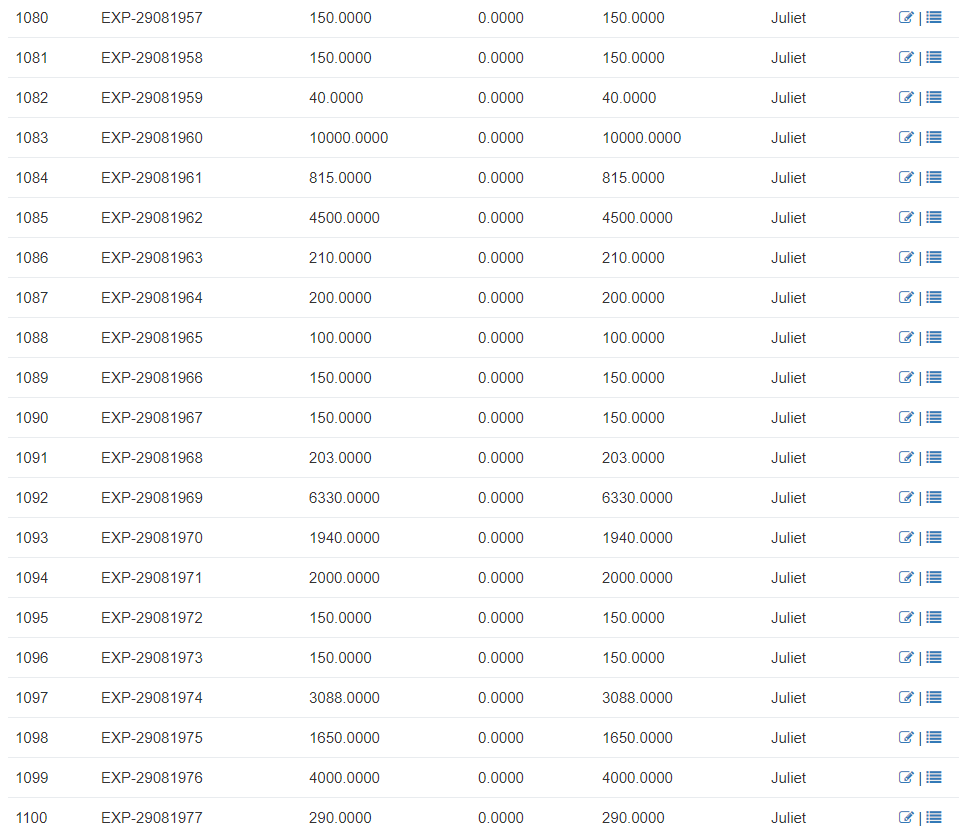 1080 EXP-29081957 150.0000 0.0000 150.0000 Juliet |
1081 EXP-29081958 150.0000 0.0000 150.0000 Juliet |
1082 EXP-29081959 40.0000 0.0000 40.0000 Juliet |
1083 EXP-29081960 10000.0000 0.0000 10000.0000 Juliet |
1084 EXP-29081961 815.0000 0.0000 815.0000 Juliet |
1085 EXP-29081962 4500.0000 0.0000 4500.0000 Juliet |
1086 EXP-29081963 210.0000 0.0000 210.0000 Juliet |
1087 EXP-29081964 200.0000 0.0000 200.0000 Juliet |
1088 EXP-29081965 100.0000 0.0000 100.0000 Juliet |
1089 EXP-29081966 150.0000 0.0000 150.0000 Juliet |
1090 EXP-29081967 150.0000 0.0000 150.0000 Juliet |
1091 EXP-29081968 203.0000 0.0000 203.0000 Juliet |
1092 EXP-29081969 6330.0000 0.0000 6330.0000 Juliet |
1093 EXP-29081970 1940.0000 0.0000 1940.0000 Juliet |
1094 EXP-29081971 2000.0000 0.0000 2000.0000 Juliet |
1095 EXP-29081972 150.0000 0.0000 150.0000 Juliet |
1096 EXP-29081973 150.0000 0.0000 150.0000 Juliet |
1097 EXP-29081974 3088.0000 0.0000 3088.0000 Juliet |
1098 EXP-29081975 1650.0000 0.0000 1650.0000 Juliet |
1099 EXP-29081976 4000.0000 0.0000 4000.0000 Juliet |
1100 EXP-29081977 290.0000 0.0000 290.0000 Juliet |